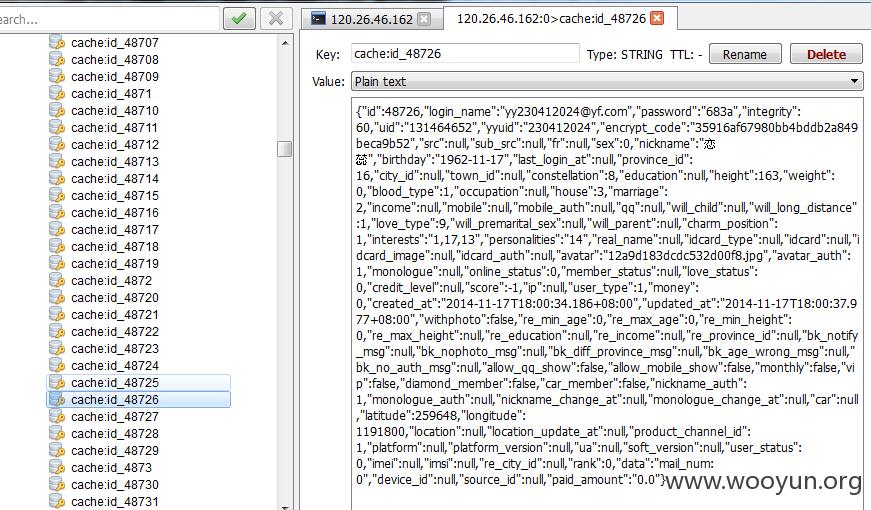 earch...
120.26.46.162
120.26.46.162:0>cache:id_48726
cache:id_48707
cache:id_48708
cache:id_48709
cache:id_4871
cache:id_48710
cache:id_48711
cache:id_48712
cache:id_48713
cache:id_48714
cache:id_48715
cache:id_48716
cache:id_48717
cache:id_48718
cache:id_48719
cache:id_4872
cache:id_48720
cache:id_48721
cache:id_48722
cache:id_48723
cache:id_48724
cache:id_48725
cache:id_48726
cache:id_48727
cache:id_48728
cache:id_48729
cache:id_4873
cache:id_48730
cache:id_48731
Key: cache:id_48726 Type: STRING TTL: - Rename Delete
Value: Plain text
{"id":48726,"login_name":"yy230412024@yf.com","password":"683a","integrity":
60,"uid":"131464652","yyuid":"230412024","encrypt_code":"35916af67980bb4bddb2a849
beca9b52","src":null,"sub_src":null,"fr":null,"sex":0,"nickname":"恋
","birthday":"1962-11-17","last_login_at":null,"province_id":
16,"city_id":null,"town_id":null,"constellation":8,"education":null,"height":163,"weight":
0,"blood_type":1,"occupation":null,"house":3,"marriage":
2,"income":null,"mobile":null,"mobile_auth":null,"qq":null,"will_child":null,"will_long_distance"
:1,"love_type":9,"will_premarital_sex":null,"will_parent":null,"charm_position":
1,"interests":"1,17,13","personalities":"14","real_name":null,"idcard_type":null,"idcard":null,"i
dcard_image":null,"idcard_auth":null,"avatar":"12a9d183dcdc532d00f8.jpg","avatar_auth":
1,"monologue":null,"online_status":0,"member_status":null,"love_status":
0,"credit_level":null,"score":-1,"ip":null,"user_type":1,"money":
0,"created_at":"2014-11-17T18:00:34.186+08:00","updated_at":"2014-11-17T18:00:37.9
77+08:00","withphoto":false,"re_min_age":0,"re_max_age":0,"re_min_height":
0,"re_max_height":null,"re_education":null,"re_income":null,"re_province_id":null,"bk_notify
_msg":null,"bk_nophoto_msg":null,"bk_diff_province_msg":null,"bk_age_wrong_msg":null,"
bk_no_auth_msg":null,"allow_qq_show":false,"allow_mobile_show":false,"monthly":false,"vi
p":false,"diamond_member":false,"car_member":false,"nickname_auth":
1,"monologue_auth":null,"nickname_change_at":null,"monologue_change_at":null,"car":null
,"latitude":259648,"longitude":
1191800,"location":null,"location_update_at":null,"product_channel_id":
1,"platform":null,"platform_version":null,"ua":null,"soft_version":null,"user_status":
0,"imei":null,"imsi":null,"re_city_id":null,"rank":0,"data":"mail_num:
0","device_id":null,"source_id":null,"paid_amount":"0.0"}
www.wooyun.org